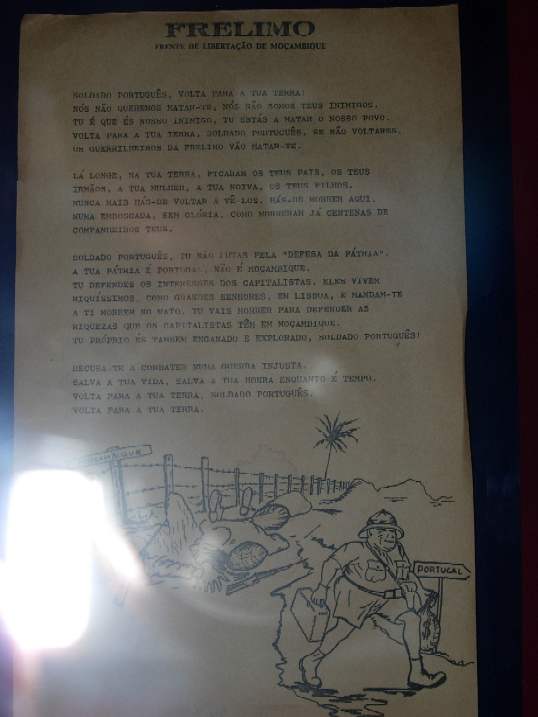 FRELIMO
FRENTE DE LIBERTAÇÃO DE MOÇAMBIQUE
SOLDADO PORTUGUÊS, VOLTA PARA A TUA TERRA!
NÓS NÃO QUEREMOS MATAR-TE, NÓS NÃO SOMOS TEUS INIMIGOS.
TU É QUE ÉS NOSSO INIMIGO, TU ESTÁS A MATAR O NOSSO POVO.
VOLTA PARA A TUA TERRA, SOLDADO PORTUGUÊS, SE NÃO VOLTARES,
OS GUERRILHEIROS DA FRELIMO VÃO MATAR-TE.
LÁ LONGE, NA TUA TERRA, FICARAM OS TEUS PAIS, OS TEUS
IRMÃOS, A TUA MULHER, A TUA NOIVA, OS TEUS FILHOS.
NUNCA MAIS HÁS-DE VOLTAR A VÊ-LOS. HÁS-DE MORRER AQUI,
NUMA EMBOSCADA, SEM GLÓRIA, COMO MORRERAM JÁ CENTENAS DE
COMPANHEIROS TEUS.
SOLDADO PORTUGUÊS, TU NÃO LUTAS PELA "DEFESA DA PÁTRIA".
A TUA PÁTRIA É PORTUGAL, NÃO É MOÇAMBIQUE.
TU DEFENDES OS INTERESSES DOS CAPITALISTAS. ELES VIVEM
RIQUÍSSIMOS, COMO GRANDES SENHORES, EM LISBOA, E MANDAM-TE
A TI MORRER NO MATO. TU VAIS MORRER PARA DEFENDER AS
RIQUEZAS QUE OS CAPITALISTAS TÊM EM MOÇAMBIQUE.
TU PRÓPRIO ÉS TAMBÉM ENGANADO E EXPLORADO, SOLDADO PORTUGUÊS!
RECUSA-TE A COMBATER NUMA GUERRA INJUSTA.
SALVA A TUA VIDA, SALVA A TUA HONRA ENQUANTO É TEMPO.
VOLTA PARA A TUA TERRA, SOLDADO PORTUGUÊS.
VOLTA PARA A TUA TERRA.
MOÇAMBIQUE
PORTUGAL